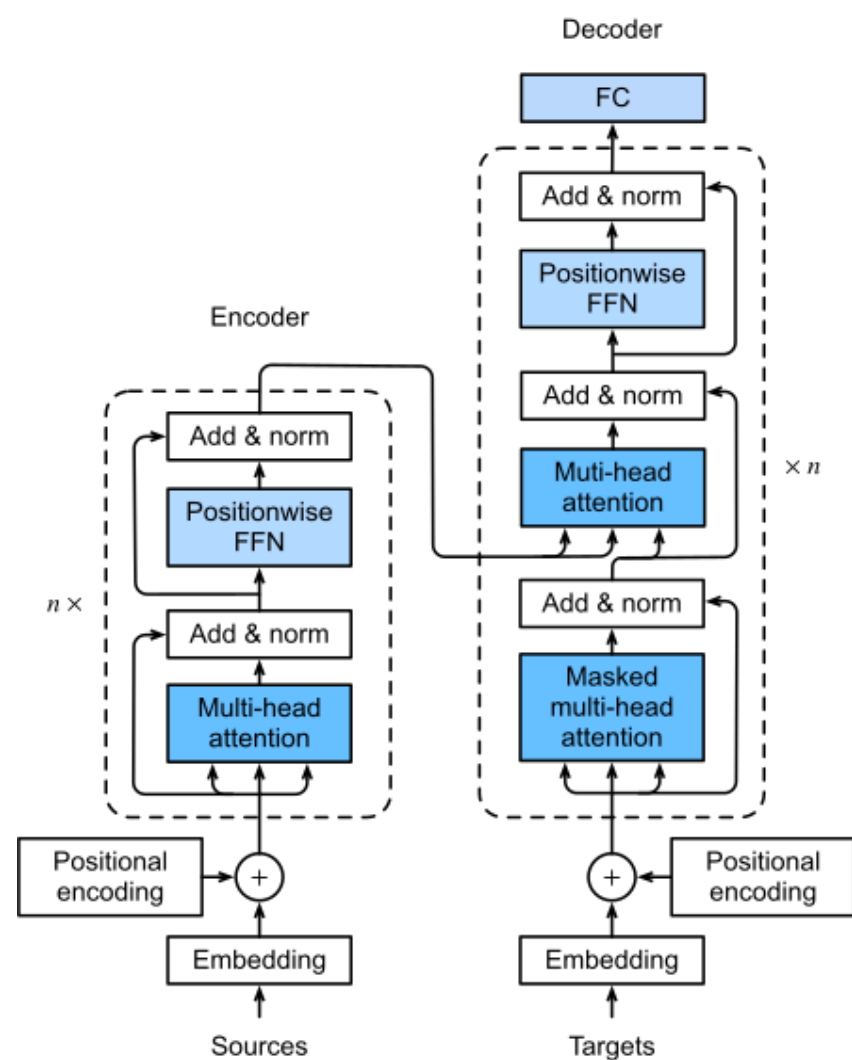 Decoder
FC
Add & norm
Positionwise
FFN
Add & norm
Muti-head
attention
× n
Add & norm
Masked
multi-head
attention
Positional
encoding
+
Embedding
Targets
Encoder
Add & norm
Positionwise
FFN
n ×
Add & norm
Multi-head
attention
Positional
encoding
+
Embedding
Sources